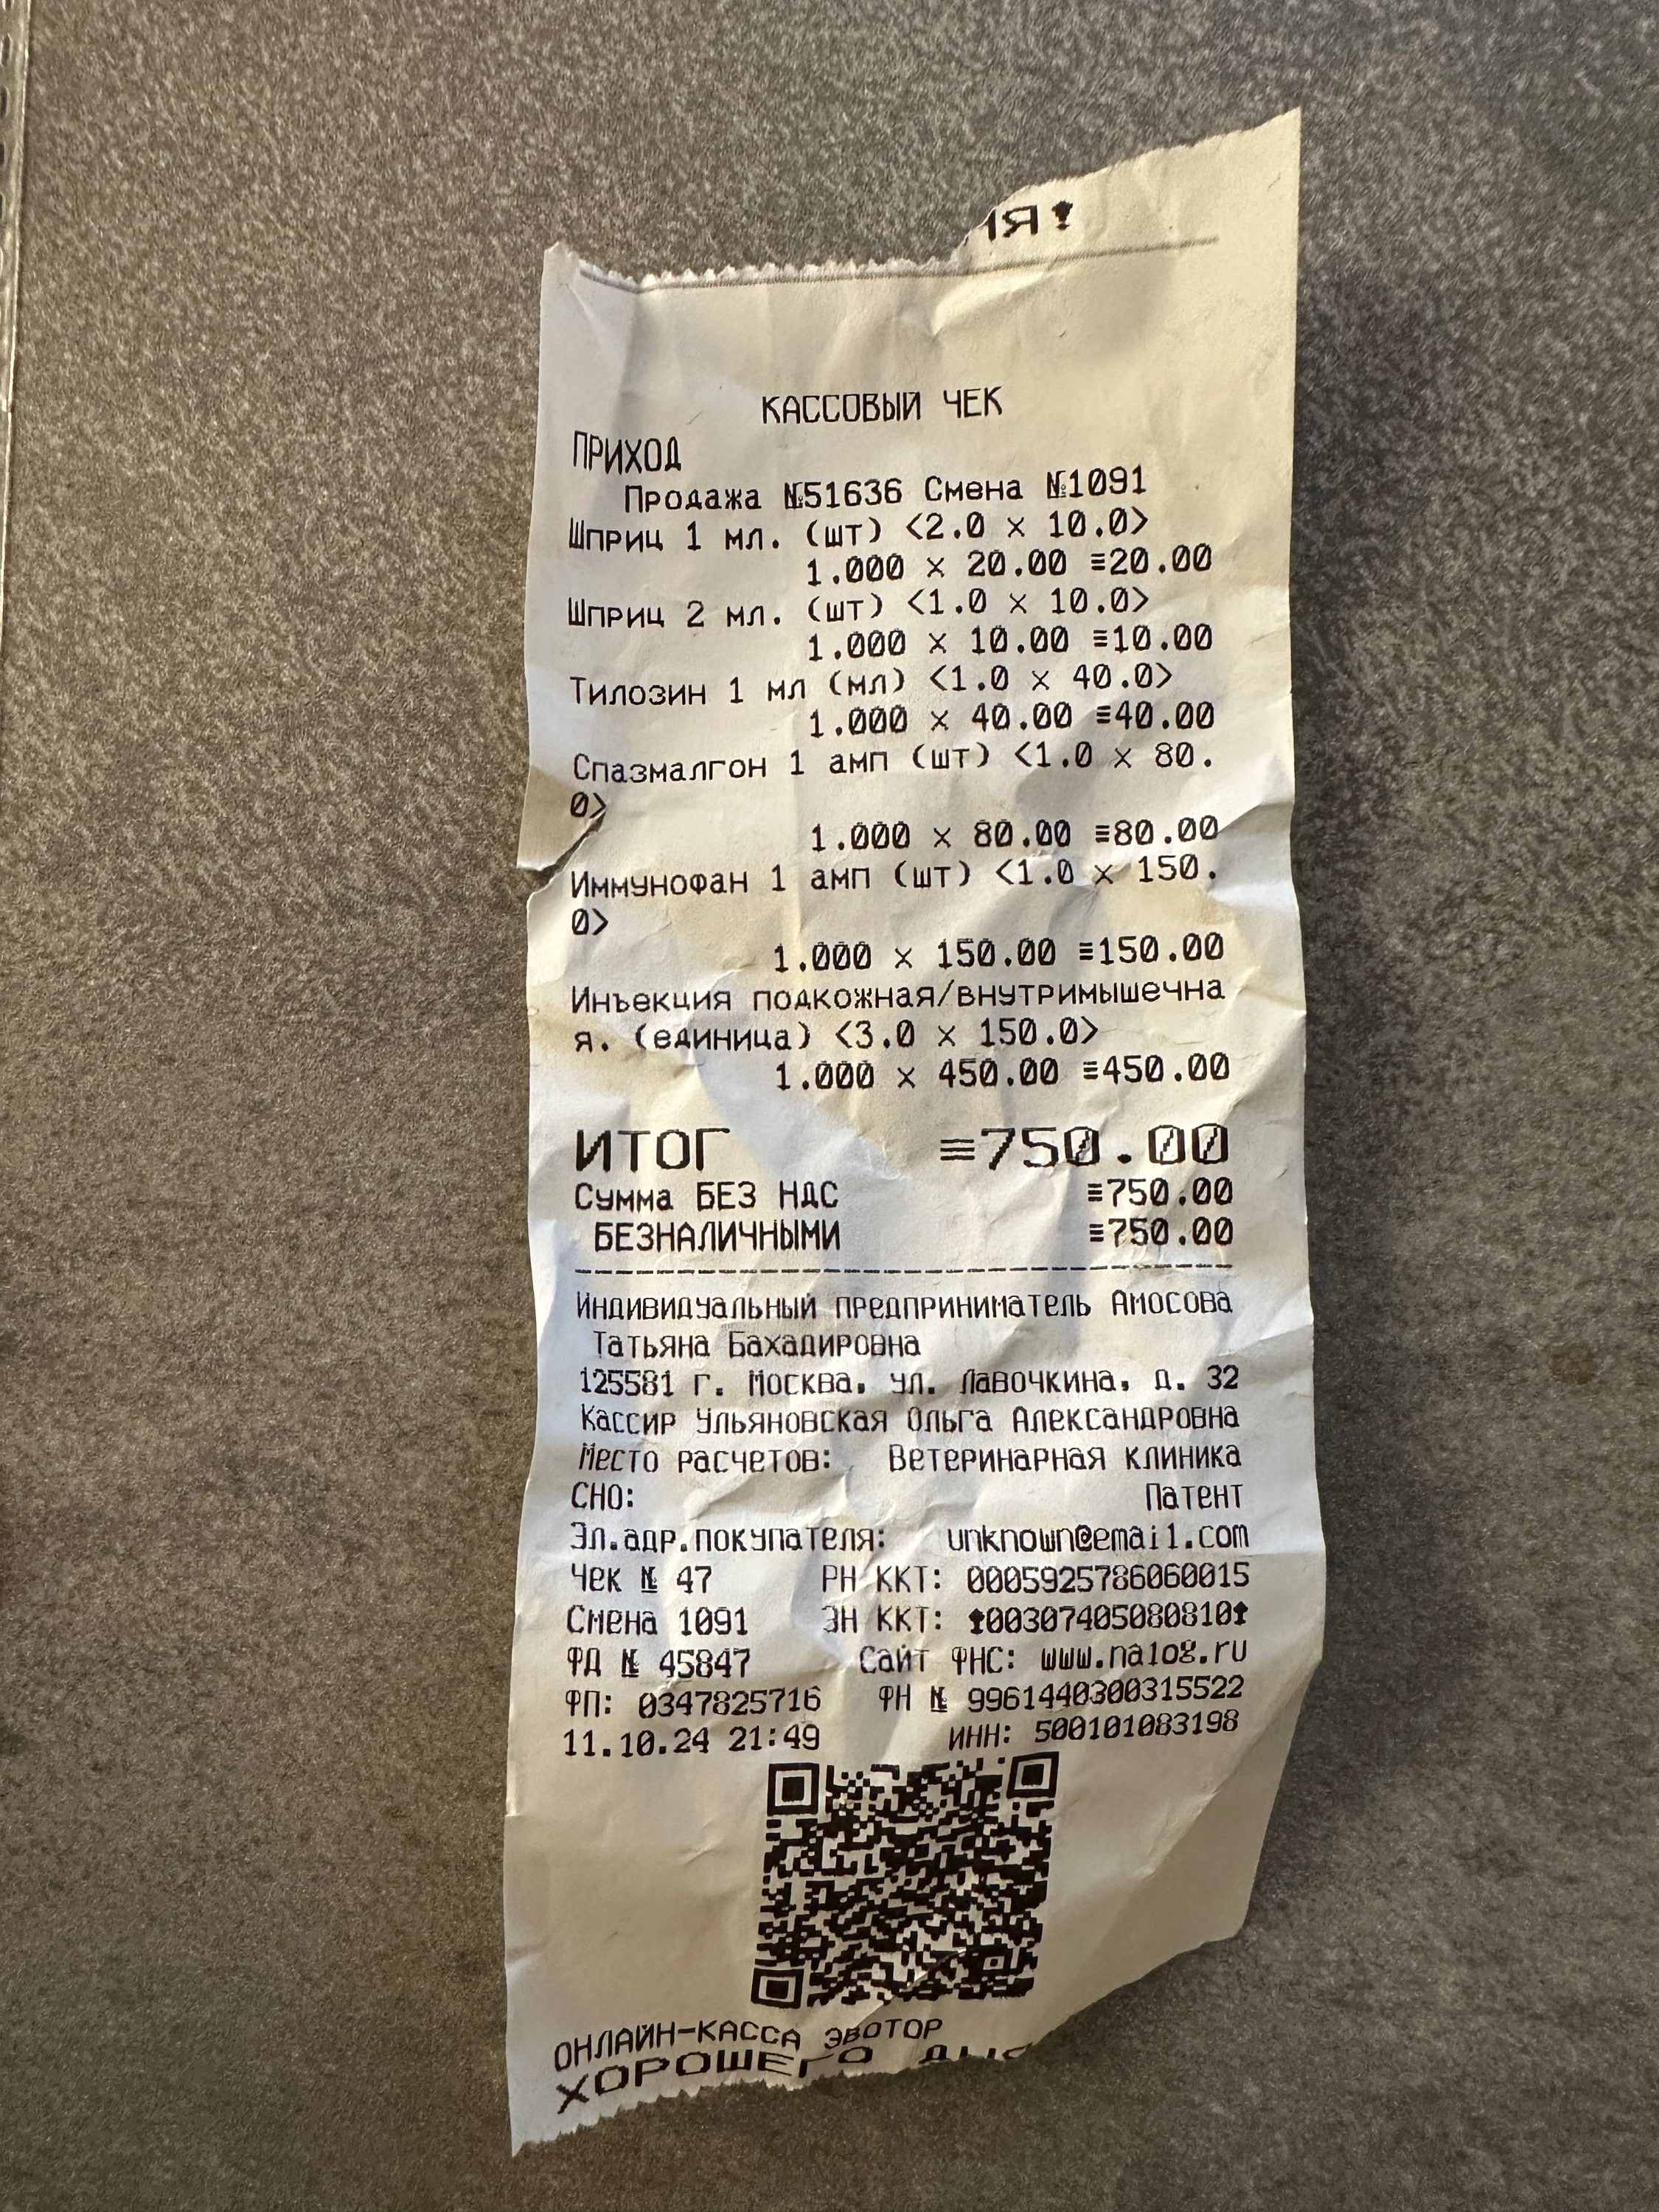 ИЯ!
КАССОВЫЙ ЧЕК
ПРИХОД
Продажа №51636 Смена №1091
Шприц 1 мл. (шт) <2.0 x 10.0>
1.000 x 20.00 ≡20.00
Шприц 2 мл. (шт) <1.0 x 10.0>
1.000 x 10.00 ≡10.00
Тилозин 1 мл (мл) <1.0 x 40.0>
1.000 x 40.00 ≡40.00
Спазмалгон 1 амп (шт) <1.0 x 80.
0>
1.000 x 80.00 ≡80.00
Иммунофан 1 амп (шт) <1.0 x 150.
0>
1.000 x 150.00 ≡150.00
Инъекция подкожная/внутримышечна
я. (единица) <3.0 x 150.0>
1.000 x 450.00 ≡450.00
ИТОГ ≡750.00
Сумма БЕЗ НДС ≡750.00
БЕЗНАЛИЧНЫМИ ≡750.00
Индивидуальный предприниматель Амосова
Татьяна Бахадировна
125581 г. Москва, ул. Лавочкина, д. 32
Кассир Ульяновская Ольга Александровна
Место расчетов: Ветеринарная клиника
СНО: Патент
Эл.адр.покупателя: unknown@email.com
Чек № 47 РН ККТ: 0005925786060015
Смена 1091 ЗН ККТ: 00307405080810
ФД № 45847 Сайт ФНС: www.nalog.ru
ФП: 0347825716 ФН № 9961440300315522
11.10.24 21:49 ИНН: 500101083198
ОНЛАЙН-КАССА ЭВОТОР
ХОРОШЕГО